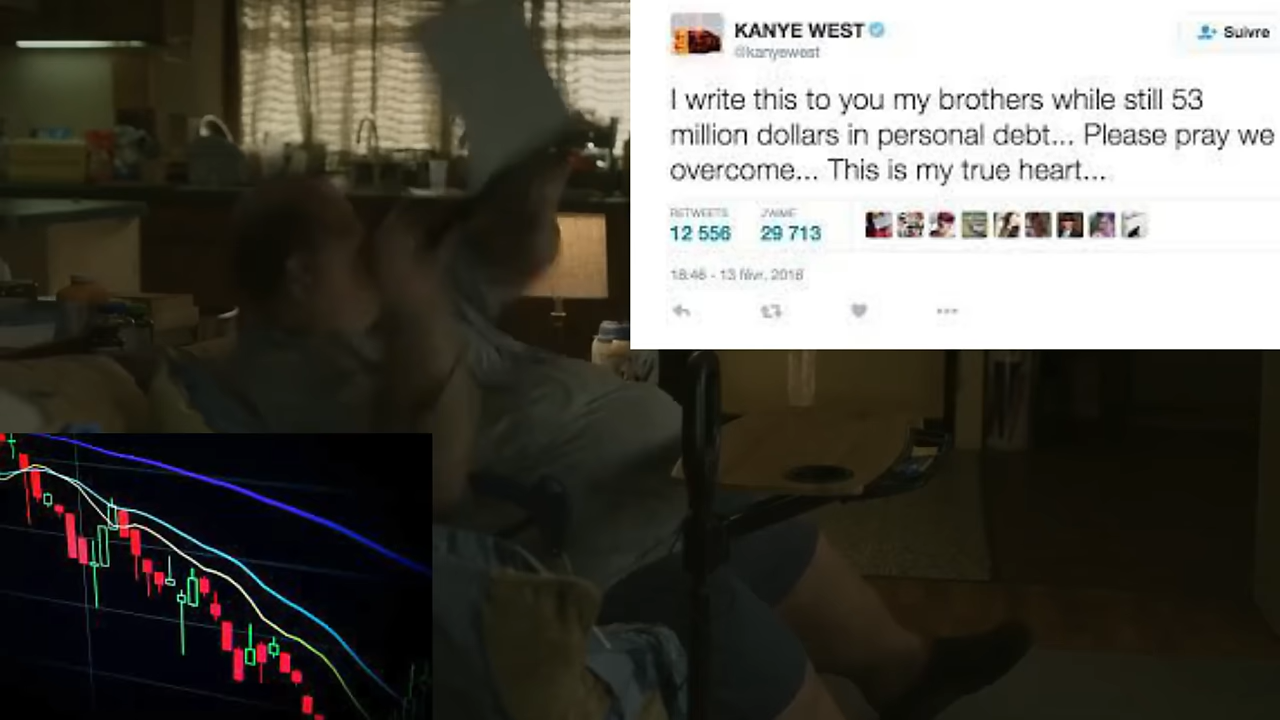 KANYE WEST
@kanyewest
Suivre
I write this to you my brothers while still 53
million dollars in personal debt... Please pray we
overcome... This is my true heart...
RETWEETS
J'AIME
12 556
29 713
18:46 - 13 févr. 2016